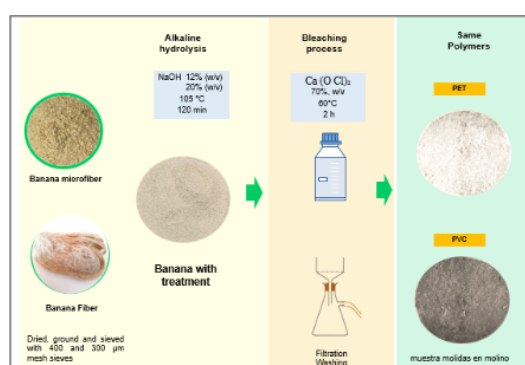 Alkaline
hydrolysis
NaOH 12% (w/v)
20% (w/v)
105 °C
120 min
Banana microfiber
Banana Fiber
Dried, ground and sieved
with 400 and 300 µm
mesh sieves
Banana with
treatment
Bleaching
process
Ca (O Cl)₂
70%, w/v
60°C
2 h
Filtration
Washing
Same
Polymers
PET
PVC
muestra molidas en molino